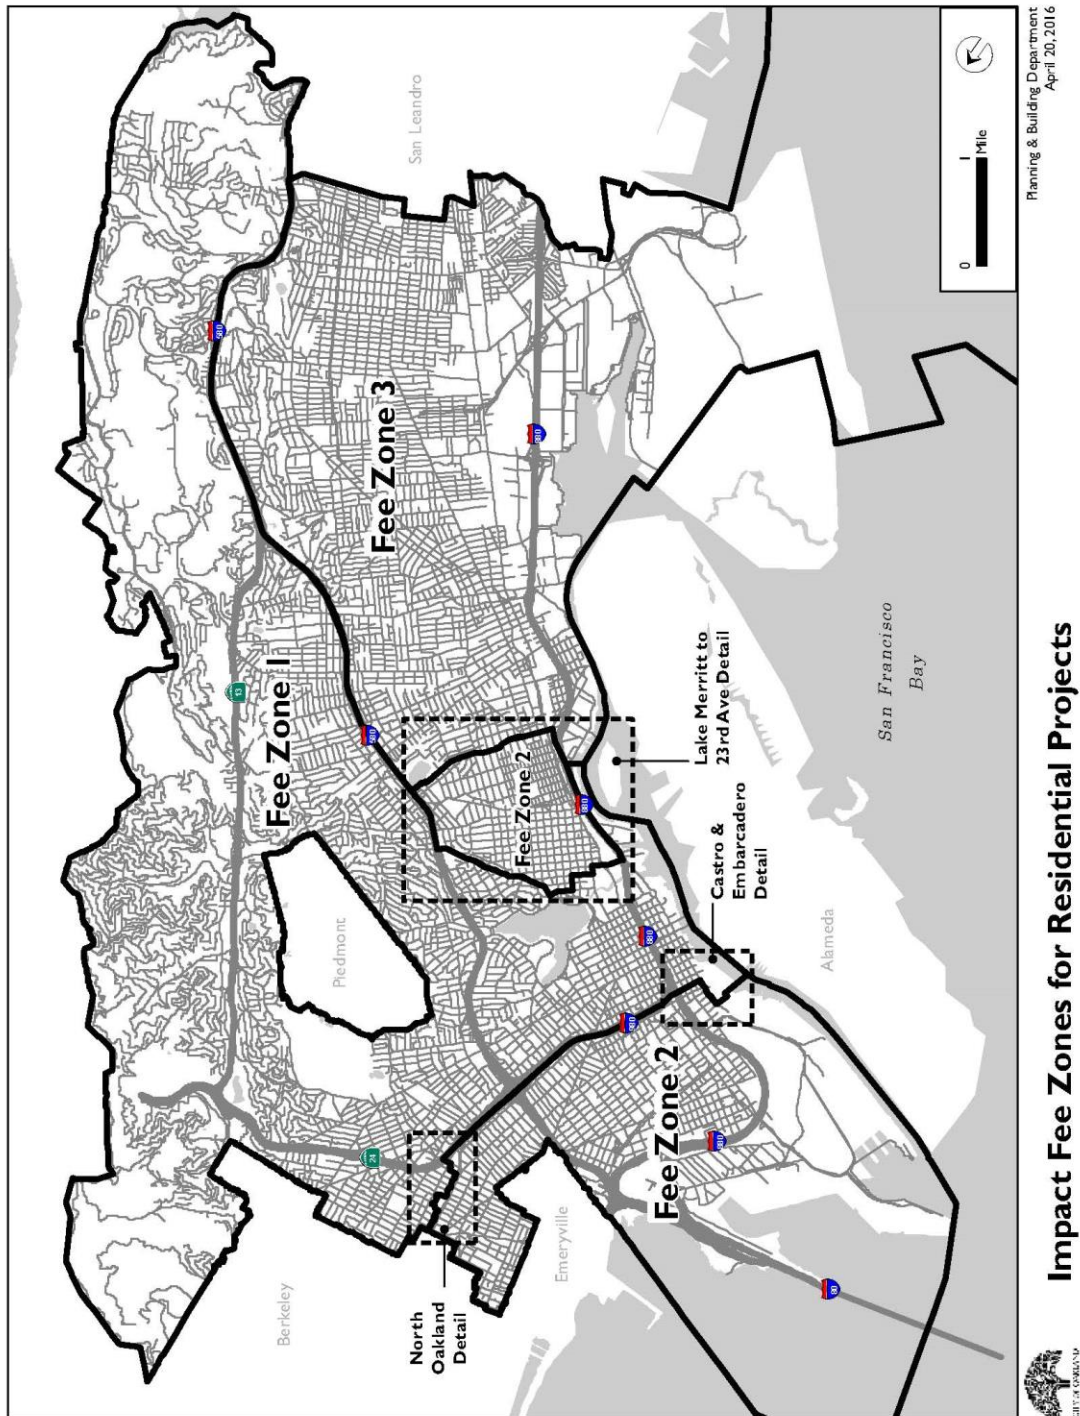 San Leandro
Fee Zone 3
Fee Zone 1
Fee Zone 2
Piedmont
Lake Merritt to
23rd Ave Detail
Castro &
Embarcadero
Detail
Alameda
San Francisco
Bay
Fee Zone 2
North
Oakland
Detail
Berkeley
Emeryville
580
580
13
24
880
880
880
980
880
80
0 1
Mile
Impact Fee Zones for Residential Projects
Planning & Building Department
April 20, 2016
CITY OF OAKLAND